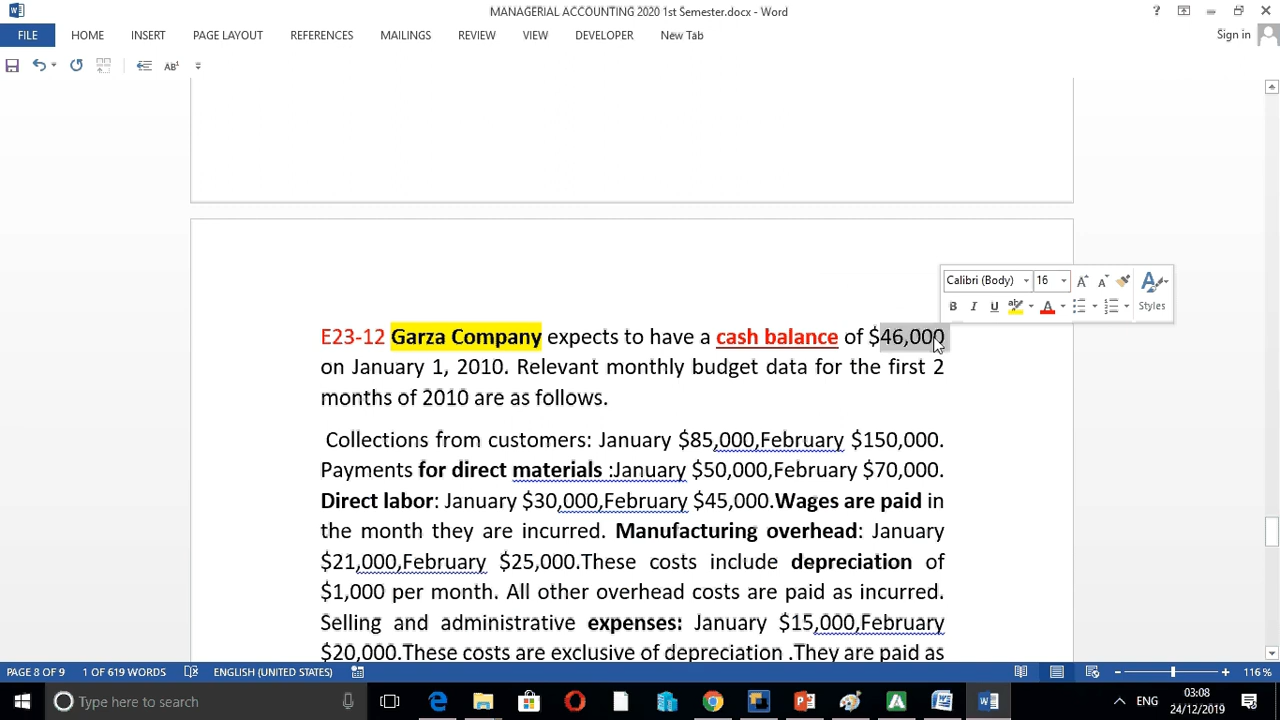 MANAGERIAL ACCOUNTING 2020 1st Semester.docx - Word
?
FILE HOME INSERT PAGE LAYOUT REFERENCES MAILINGS REVIEW VIEW DEVELOPER New Tab Sign in
AB¹
Calibri (Body) 16
B I U ab A Styles
E23-12 Garza Company expects to have a cash balance of $46,000
on January 1, 2010. Relevant monthly budget data for the first 2
months of 2010 are as follows.
Collections from customers: January $85,000,February $150,000.
Payments for direct materials :January $50,000,February $70,000.
Direct labor: January $30,000,February $45,000.Wages are paid in
the month they are incurred. Manufacturing overhead: January
$21,000,February $25,000.These costs include depreciation of
$1,000 per month. All other overhead costs are paid as incurred.
Selling and administrative expenses: January $15,000,February
$20,000.These costs are exclusive of depreciation .They are paid as
PAGE 8 OF 9 1 OF 619 WORDS ENGLISH (UNITED STATES) 116 %
Type here to search
ENG
03:08
24/12/2019